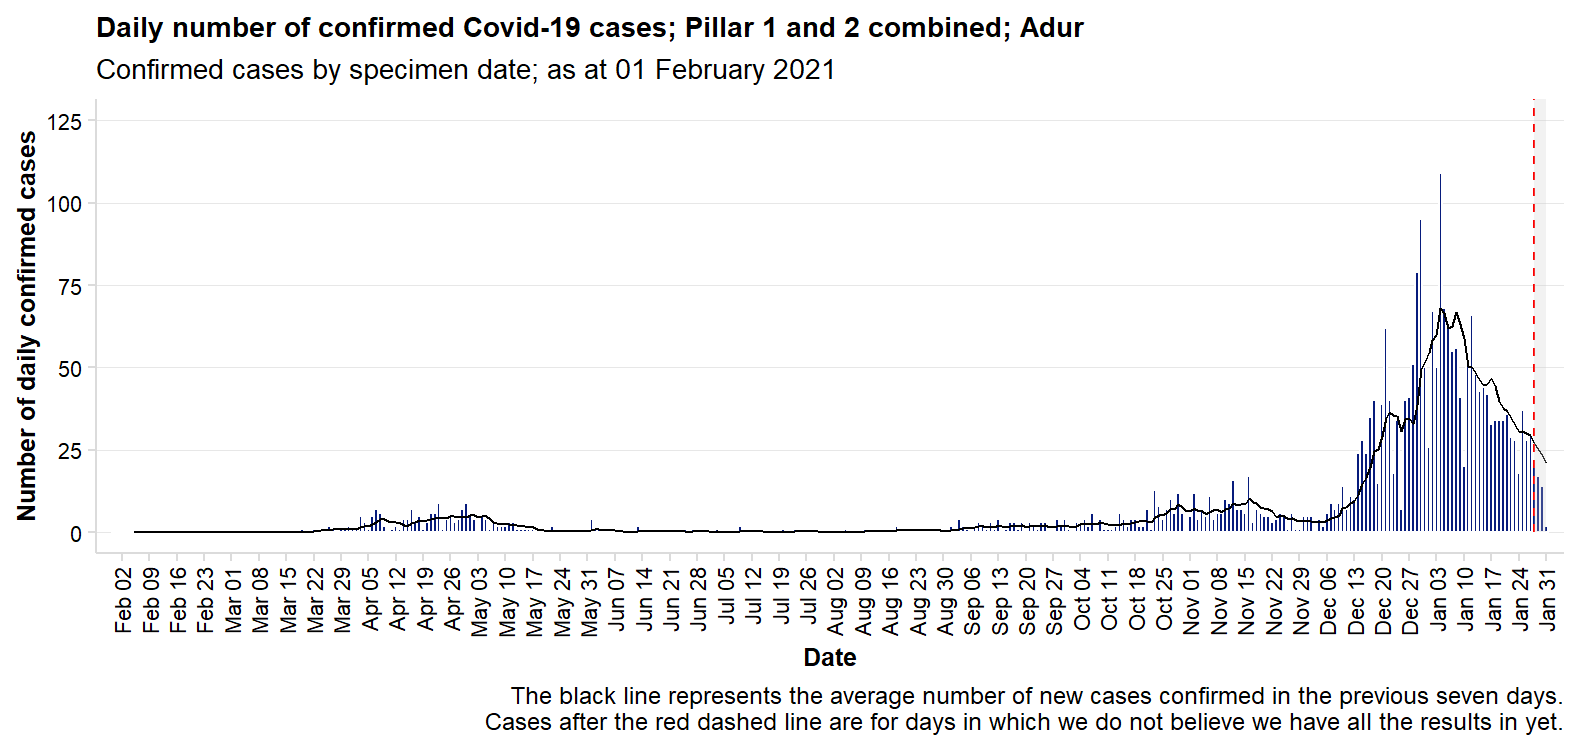 Daily number of confirmed Covid-19 cases; Pillar 1 and 2 combined; Adur
Confirmed cases by specimen date; as at 01 February 2021
Number of daily confirmed cases
125
100
75
50
25
0
Feb 02
Feb 09
Feb 16
Feb 23
Mar 01
Mar 08
Mar 15
Mar 22
Mar 29
Apr 05
Apr 12
Apr 19
Apr 26
May 03
May 10
May 17
May 24
May 31
Jun 07
Jun 14
Jun 21
Jun 28
Jul 05
Jul 12
Jul 19
Jul 26
Aug 02
Aug 09
Aug 16
Aug 23
Aug 30
Sep 06
Sep 13
Sep 20
Sep 27
Oct 04
Oct 11
Oct 18
Oct 25
Nov 01
Nov 08
Nov 15
Nov 22
Nov 29
Dec 06
Dec 13
Dec 20
Dec 27
Jan 03
Jan 10
Jan 17
Jan 24
Jan 31
Date
The black line represents the average number of new cases confirmed in the previous seven days.
Cases after the red dashed line are for days in which we do not believe we have all the results in yet.